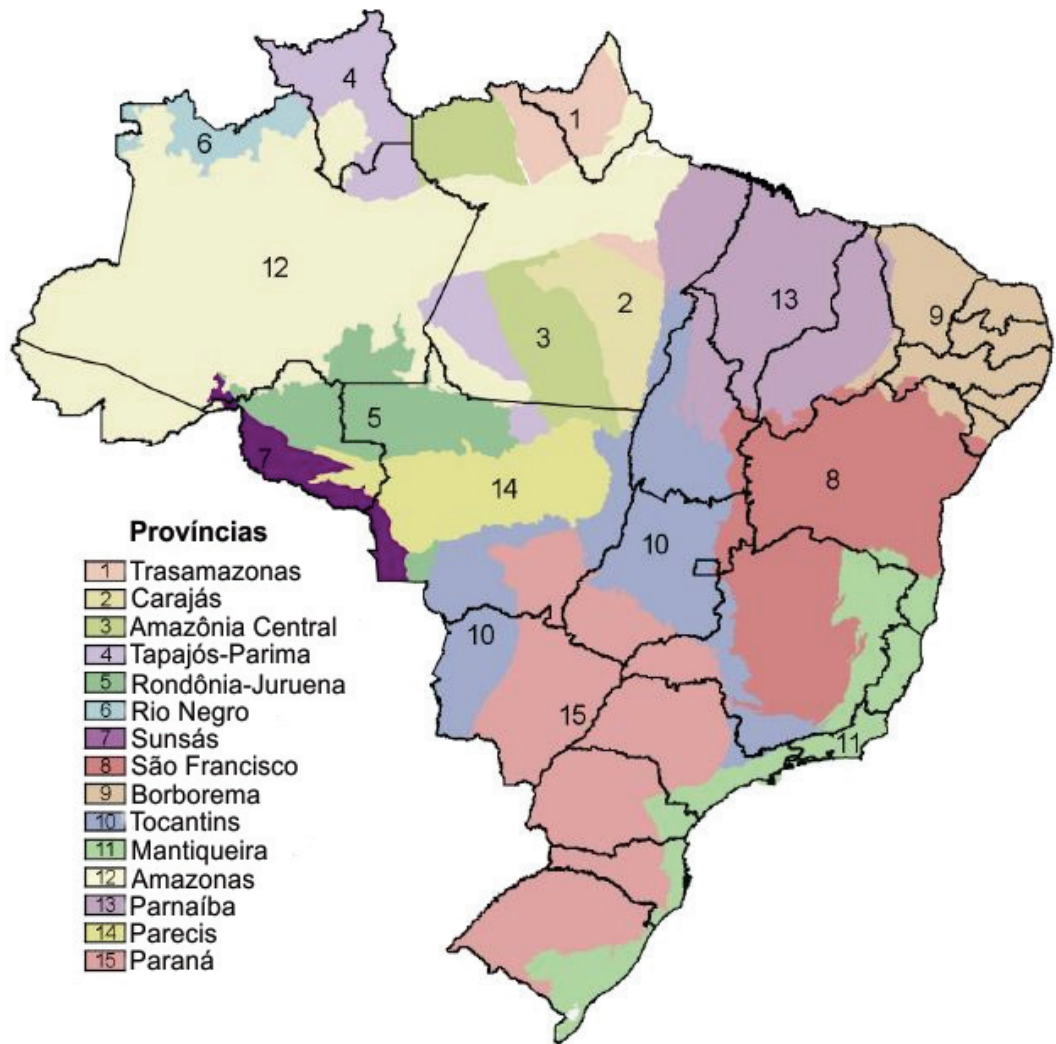 4
1
6
12
2
13
3
9
5
7
14
8
10
10
15
11
Províncias
1 Trasamazonas
2 Carajás
3 Amazônia Central
4 Tapajós-Parima
5 Rondônia-Juruena
6 Rio Negro
7 Sunsás
8 São Francisco
9 Borborema
10 Tocantins
11 Mantiqueira
12 Amazonas
13 Parnaíba
14 Parecis
15 Paraná